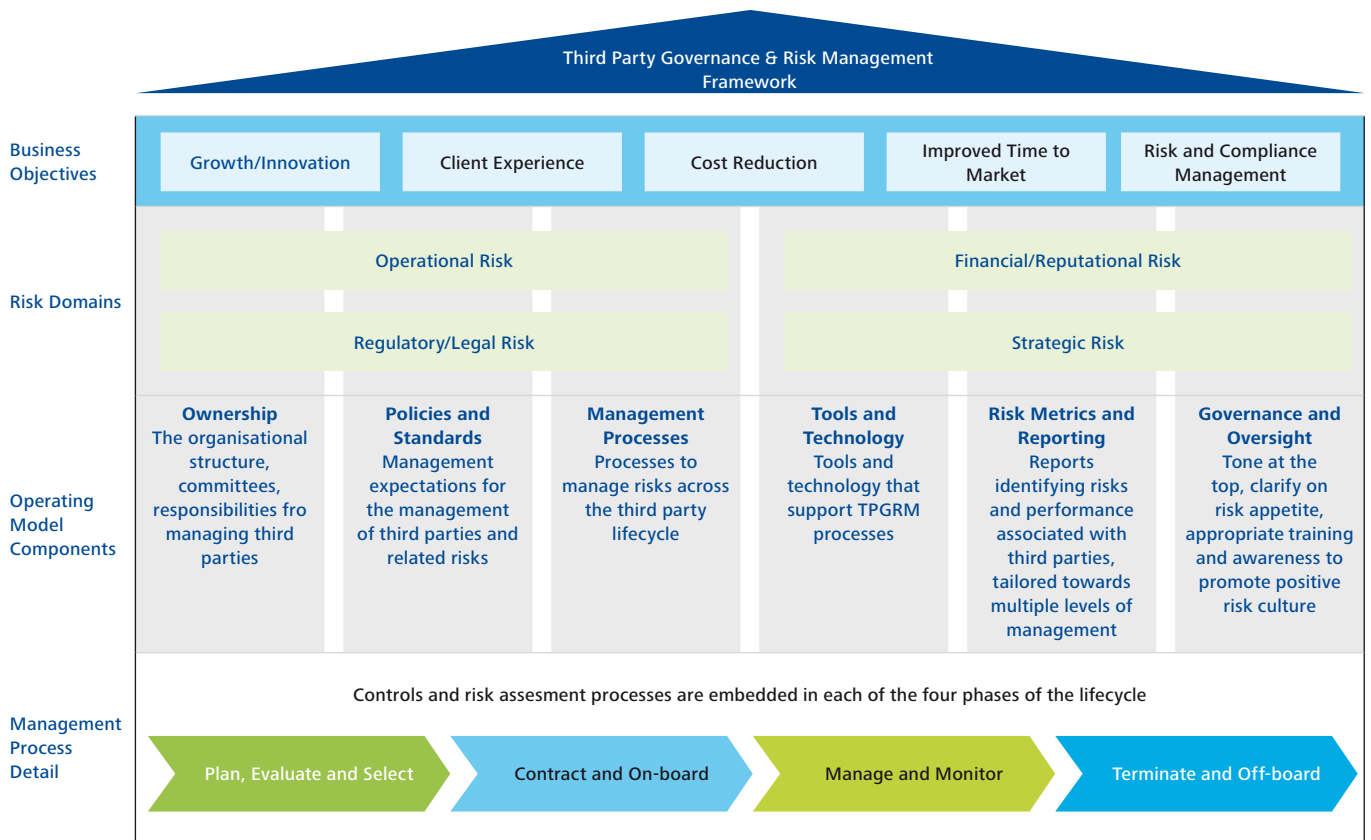 Third Party Governance & Risk Management
Framework
Business
Objectives
Growth/Innovation
Client Experience
Cost Reduction
Improved Time to
Market
Risk and Compliance
Management
Risk Domains
Operational Risk
Financial/Reputational Risk
Regulatory/Legal Risk
Strategic Risk
Operating
Model
Components
Ownership
The organisational
structure,
committees,
responsibilities fro
managing third
parties
Policies and
Standards
Management
expectations for
the management
of third parties and
related risks
Management
Processes
Processes to
manage risks across
the third party
lifecycle
Tools and
Technology
Tools and
technology that
support TPGRM
processes
Risk Metrics and
Reporting
Reports
identifying risks
and performance
associated with
third parties,
tailored towards
multiple levels of
management
Governance and
Oversight
Tone at the
top, clarify on
risk appetite,
appropriate training
and awareness to
promote positive
risk culture
Management
Process
Detail
Controls and risk assesment processes are embedded in each of the four phases of the lifecycle
Plan, Evaluate and Select
Contract and On-board
Manage and Monitor
Terminate and Off-board